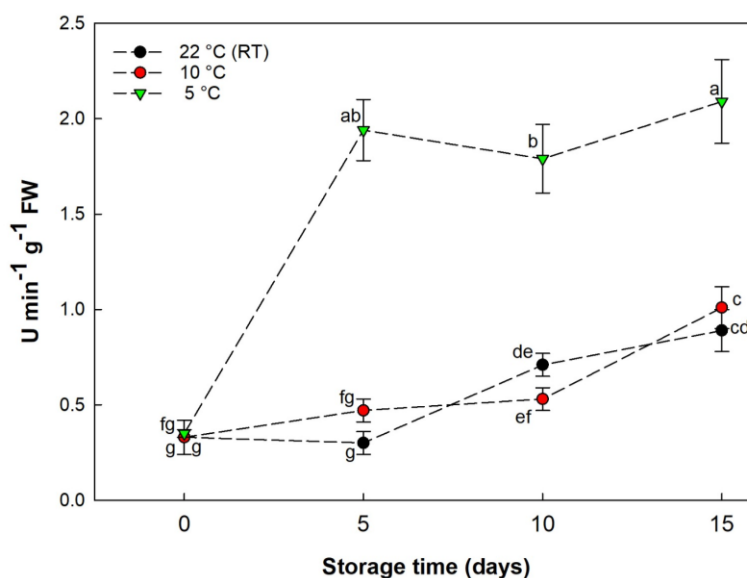 22 °C (RT)
10 °C
5 °C
U min⁻¹ g⁻¹ FW
2.5
2.0
1.5
1.0
0.5
0.0
ab
b
a
c
cd
de
ef
fg
g
fg
g g
0
5
10
15
Storage time (days)